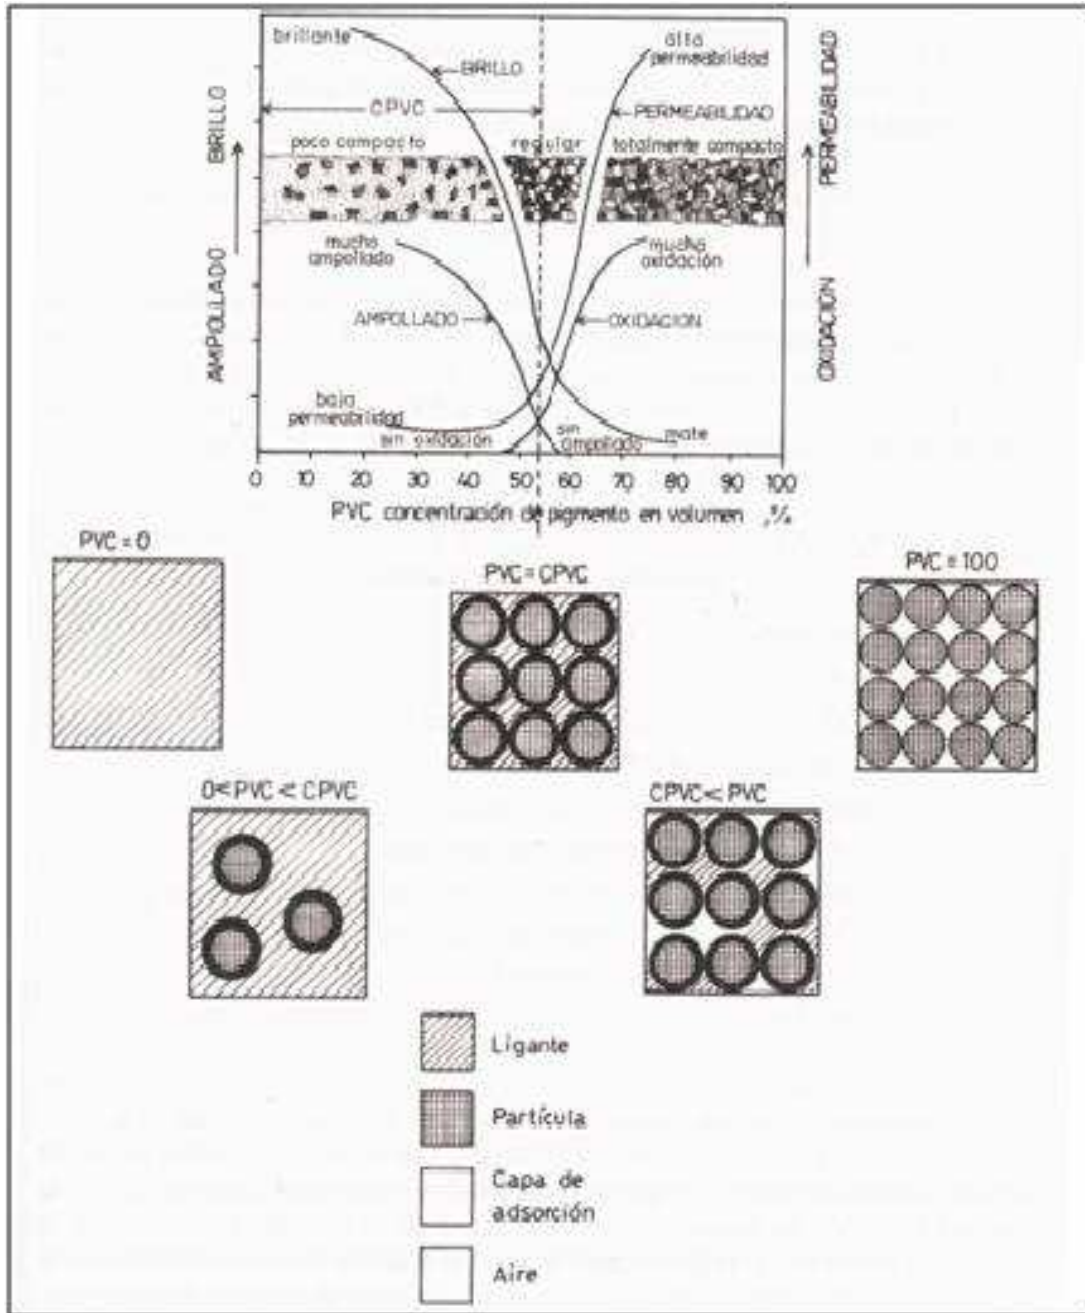 brillante
alta
permeabilidad
BRILLO
CPVC
PERMEABILIDAD
poco compacto
regular
totalmente compacto
BRILLO
PERMEABILIDAD
mucho
ampollado
mucha
oxidación
AMPOLLADO
OXIDACION
AMPOLLADO
OXIDACION
baja
permeabilidad
sin oxidación
sin
ampollado
mate
0 10 20 30 40 50 60 70 80 90 100
PVC concentración de pigmento en volumen ,%
PVC = 0
PVC = CPVC
PVC = 100
0<PVC < CPVC
CPVC< PVC
Ligante
Partícula
Capa de
adsorción
Aire